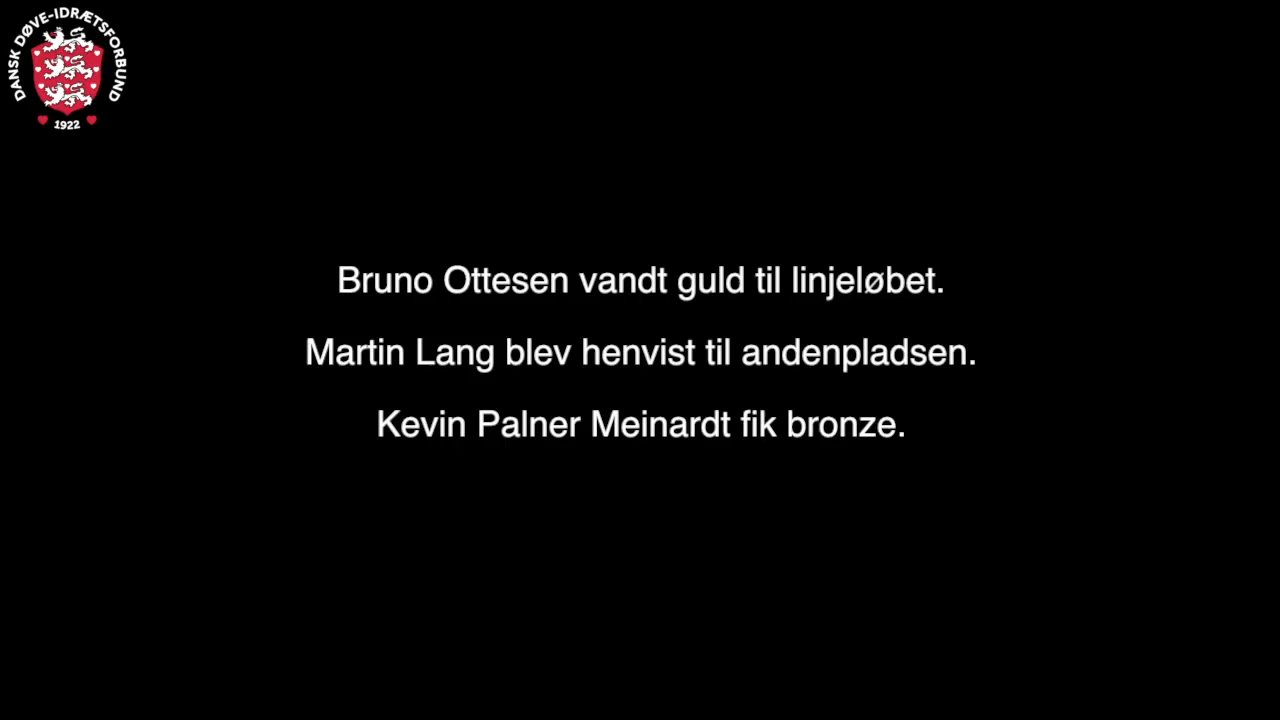 DANSK DØVE-IDRÆTSFORBUND
1922
Bruno Ottesen vandt guld til linjeløbet.
Martin Lang blev henvist til andenpladsen.
Kevin Palner Meinardt fik bronze.